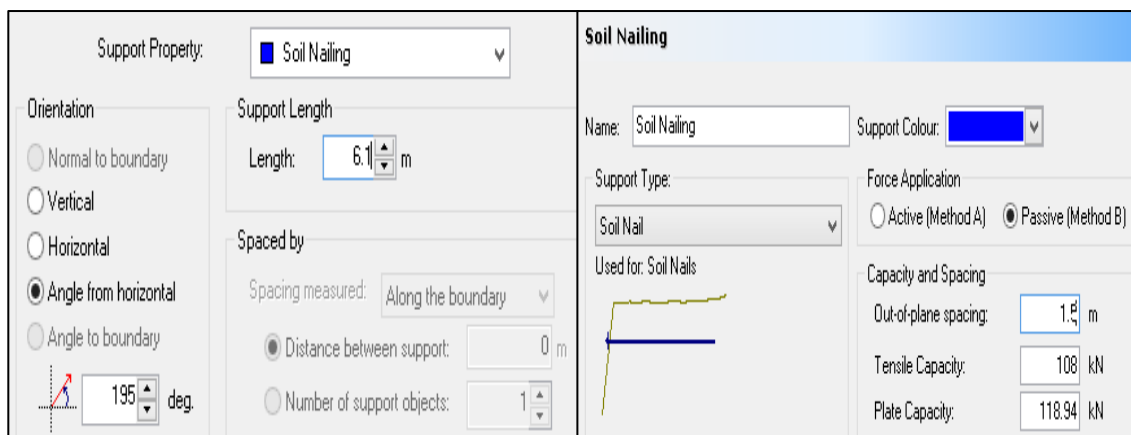 Support Property: Soil Nailing
Orientation
Normal to boundary
Vertical
Horizontal
Angle from horizontal
Angle to boundary
195 deg.
Support Length
Length: 6.1 m
Spaced by
Spacing measured: Along the boundary
Distance between support: 0 m
Number of support objects: 1
Soil Nailing
Name: Soil Nailing
Support Colour:
Support Type:
Soil Nail
Used for: Soil Nails
Force Application
Active (Method A) Passive (Method B)
Capacity and Spacing
Out-of-plane spacing: 1.5 m
Tensile Capacity: 108 kN
Plate Capacity: 118.94 kN